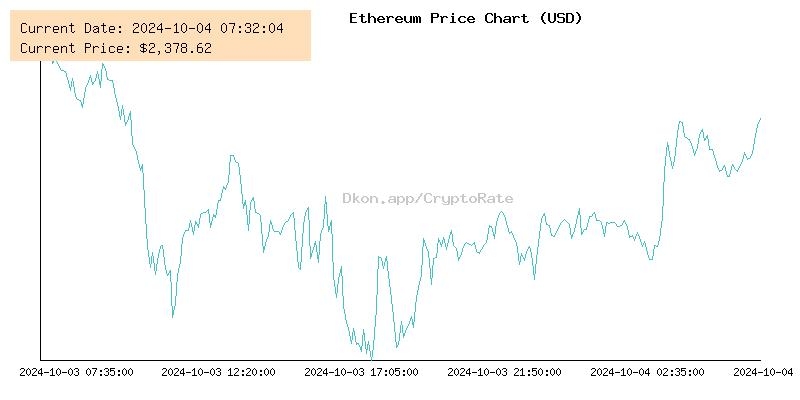 Ethereum Price Chart (USD)
Current Date: 2024-10-04 07:32:04
Current Price: $2,378.62
Dkon.app/CryptoRate
2024-10-03 07:35:00 2024-10-03 12:20:00 2024-10-03 17:05:00 2024-10-03 21:50:00 2024-10-04 02:35:00 2024-10-04